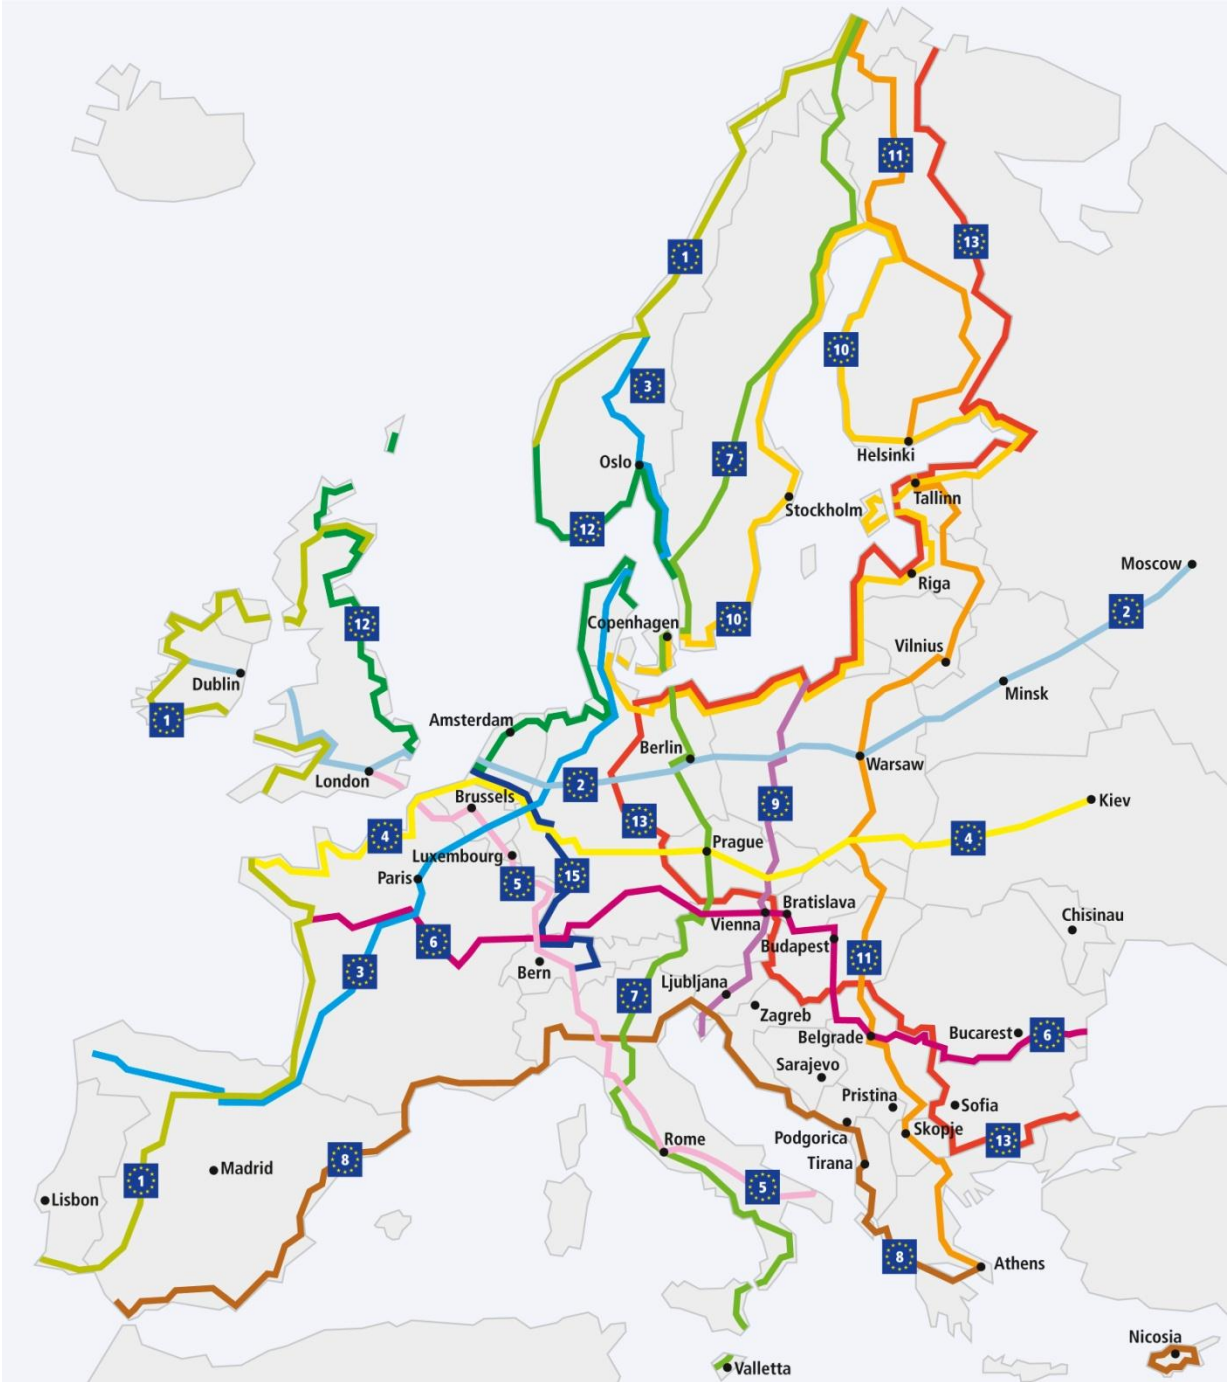 11
1
13
10
3
7
Oslo
Helsinki
Tallinn
Stockholm
12
Moscow
Riga
2
10
12
Copenhagen
Vilnius
Dublin
Minsk
1
Amsterdam
Berlin
London
Warsaw
2
Brussels
9
Kiev
13
4
4
Prague
Luxembourg
Paris
5
15
Bratislava
Chisinau
Vienna
6
Budapest
11
Bern
3
Ljubljana
7
Zagreb
Bucarest
6
Belgrade
Sarajevo
Pristina
Sofia
Skopje
Podgorica
13
Rome
8
Tirana
Madrid
1
5
Lisbon
8
Athens
Nicosia
Valletta